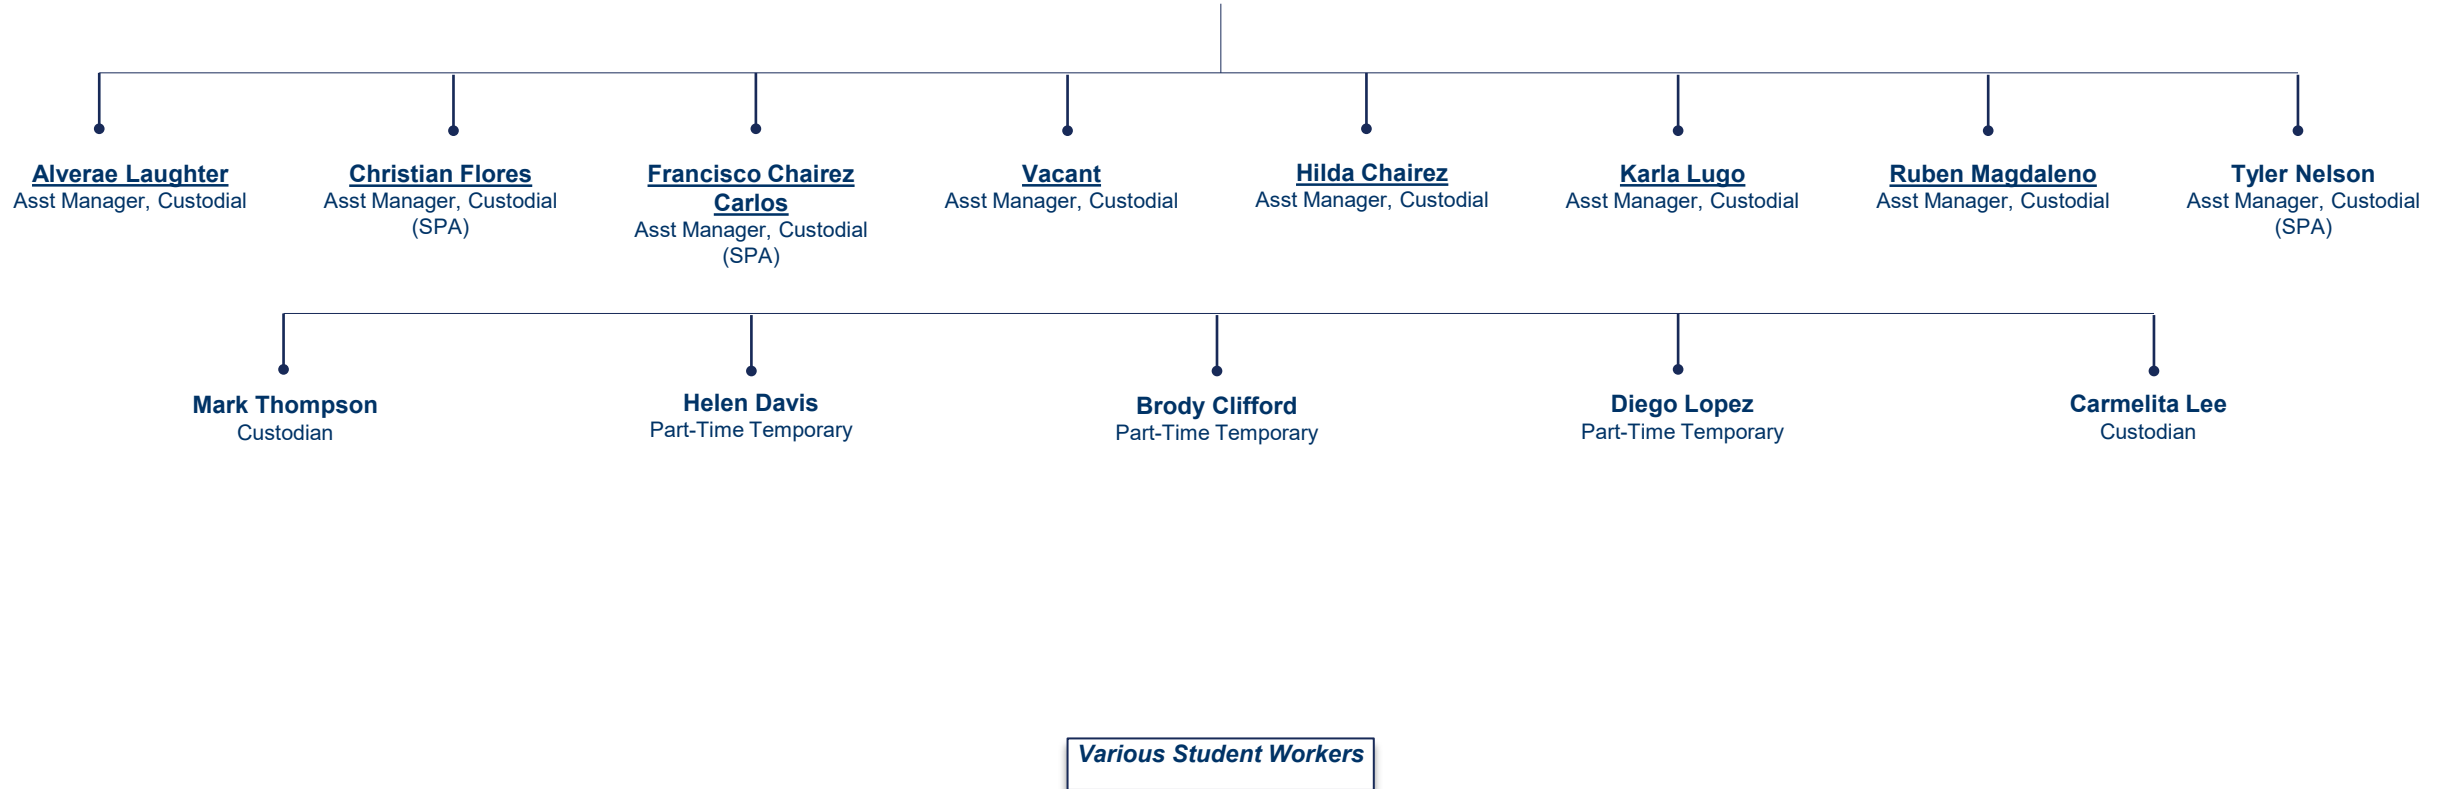 Alverae Laughter
Asst Manager, Custodial
Christian Flores
Asst Manager, Custodial
(SPA)
Francisco Chairez
Carlos
Asst Manager, Custodial
(SPA)
Vacant
Asst Manager, Custodial
Hilda Chairez
Asst Manager, Custodial
Karla Lugo
Asst Manager, Custodial
Ruben Magdaleno
Asst Manager, Custodial
Tyler Nelson
Asst Manager, Custodial
(SPA)
Mark Thompson
Custodian
Helen Davis
Part-Time Temporary
Brody Clifford
Part-Time Temporary
Diego Lopez
Part-Time Temporary
Carmelita Lee
Custodian
Various Student Workers